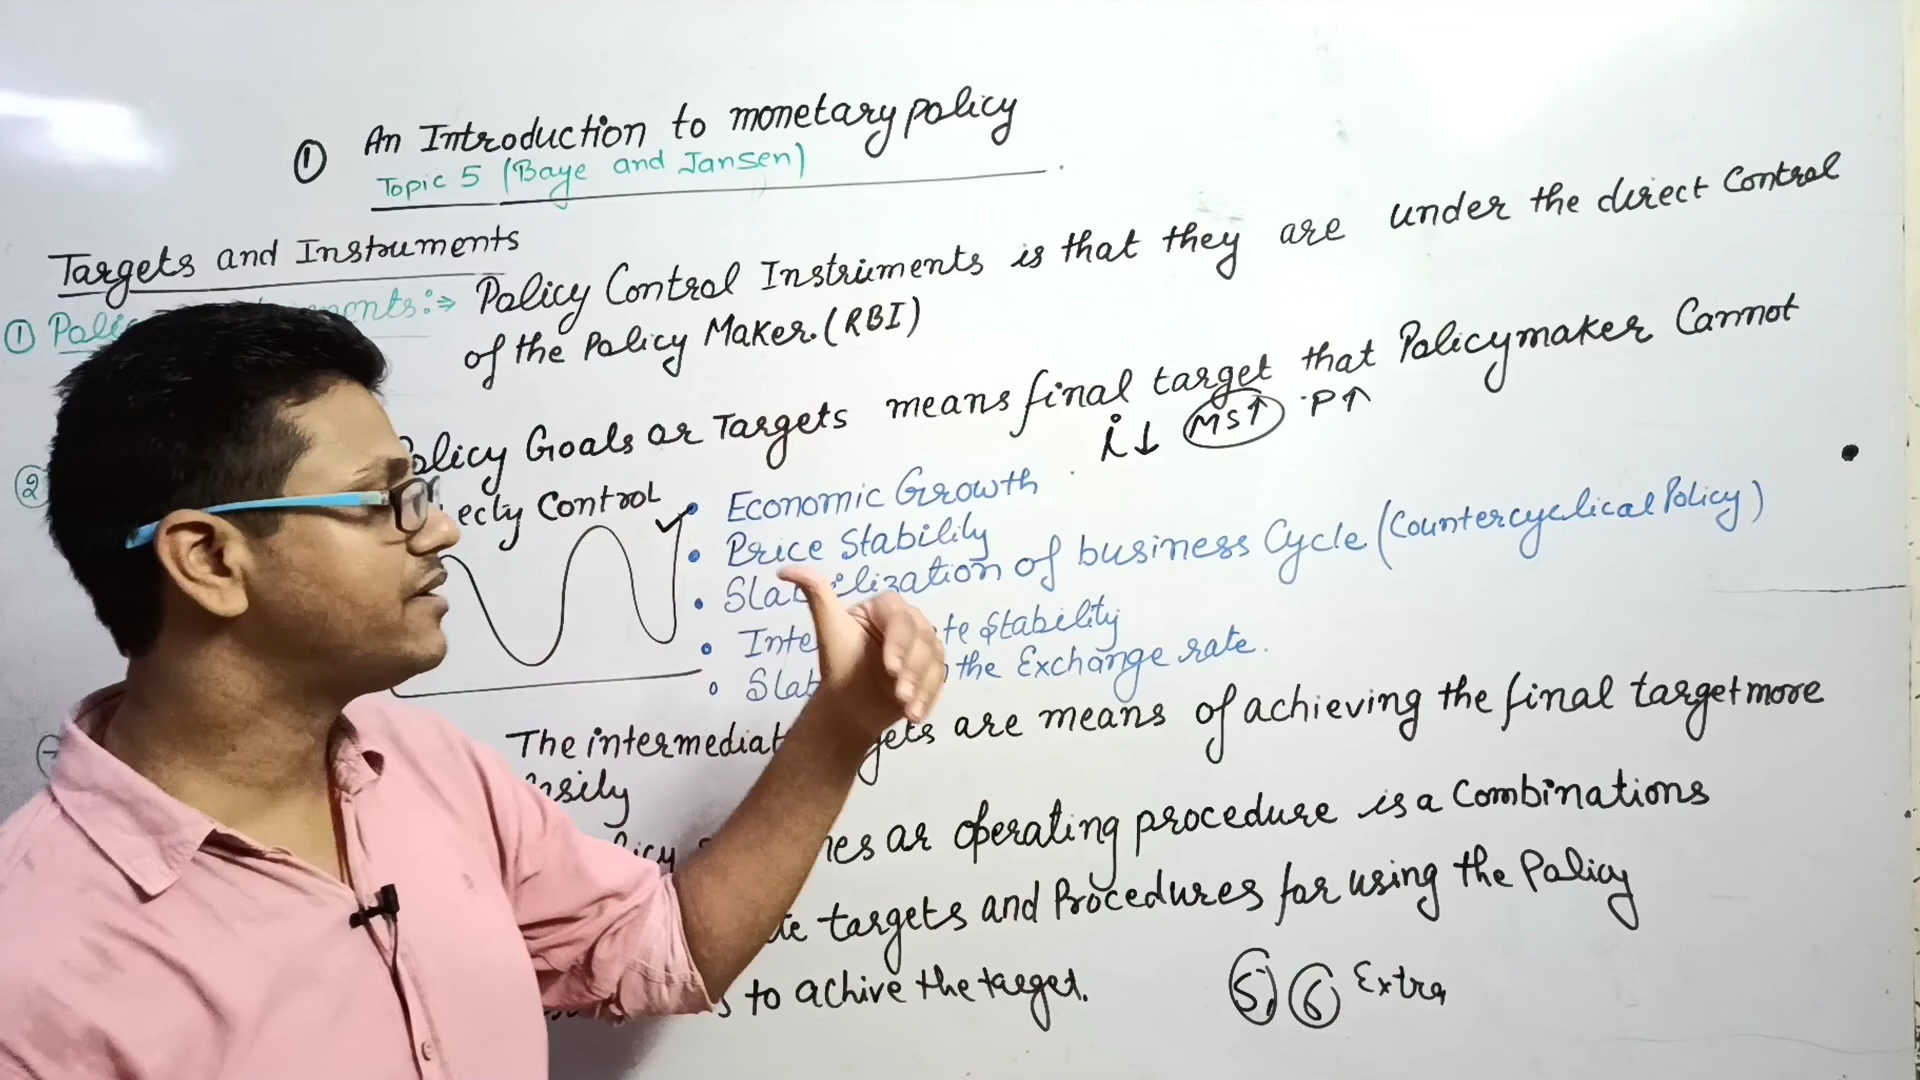 ① An Introduction to monetary policy
Topic 5 (Baye and Jansen)
Targets and Instruments
① :⇒ Policy Control Instruments is that they are under the direct Control
of the Policy Maker. (RBI)
② Policy Goals or Targets means final target that Policymaker Cannot
Control
i↓ MS↑ P↑
• Economic Growth
• Price Stability
• of business Cycle (Countercyclical Policy)
• Stability
• the Exchange rate.
The are means of achieving the final target more
or operating procedure is a Combinations
targets and Procedures for using the Policy
to achive the target.
5 6 Extra